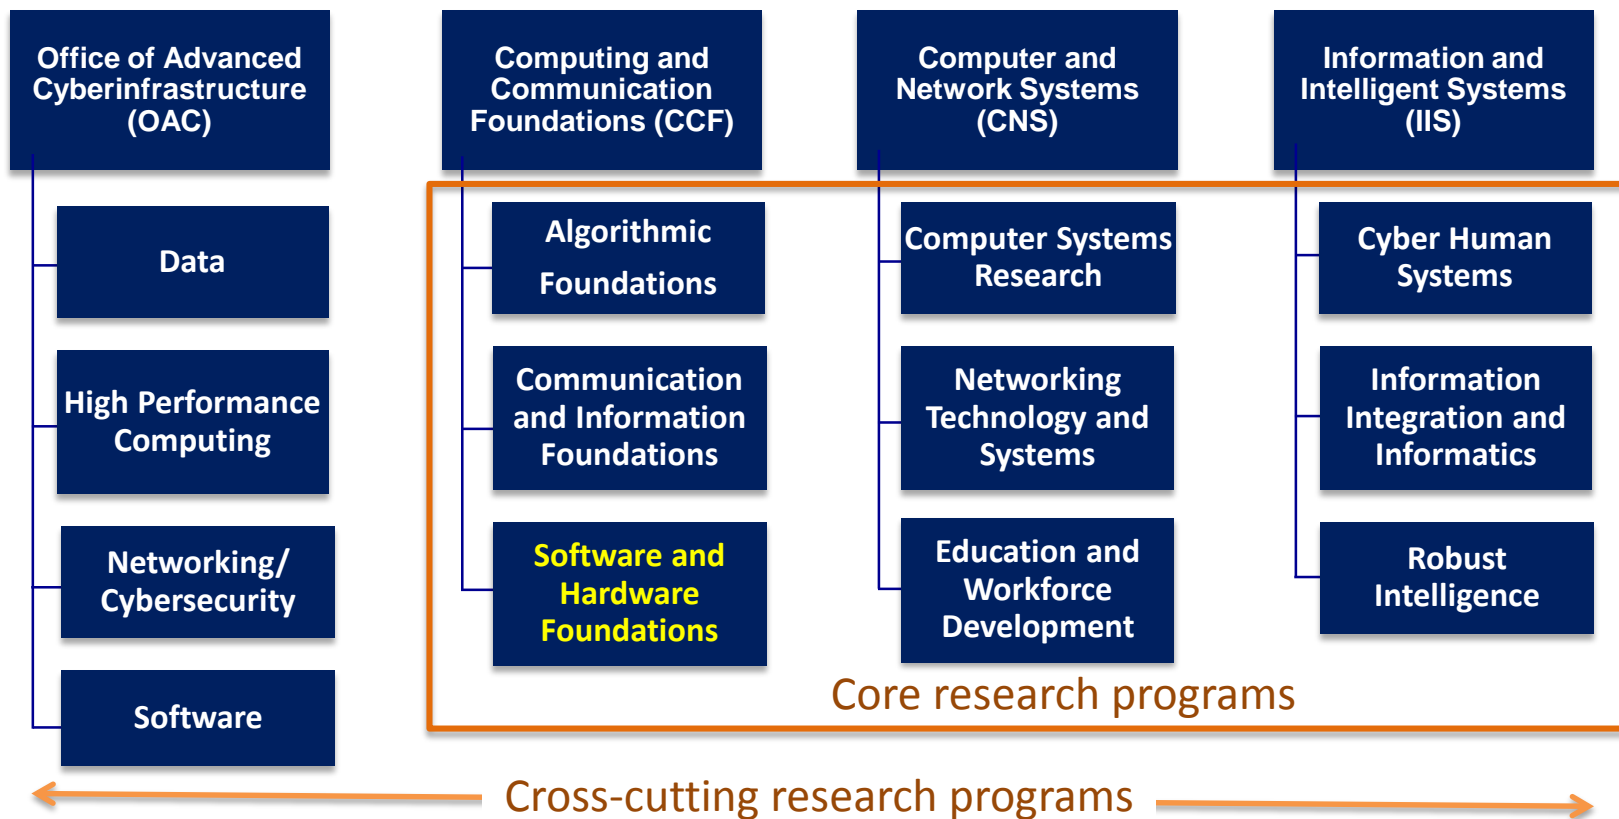 Office of Advanced
Cyberinfrastructure
(OAC)
Data
High Performance
Computing
Networking/
Cybersecurity
Software
Computing and
Communication
Foundations (CCF)
Algorithmic
Foundations
Communication
and Information
Foundations
Software and
Hardware
Foundations
Computer and
Network Systems
(CNS)
Computer Systems
Research
Networking
Technology and
Systems
Education and
Workforce
Development
Information and
Intelligent Systems
(IIS)
Cyber Human
Systems
Information
Integration and
Informatics
Robust
Intelligence
Core research programs
Cross-cutting research programs